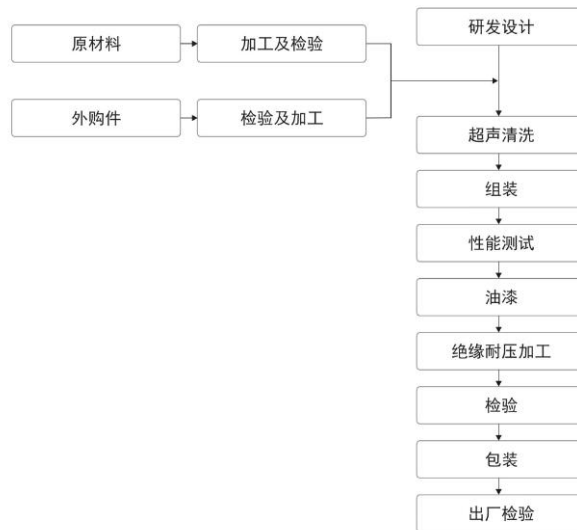 研发设计
原材料
加工及检验
外购件
检验及加工
超声清洗
组装
性能测试
油漆
绝缘耐压加工
检验
包装
出厂检验